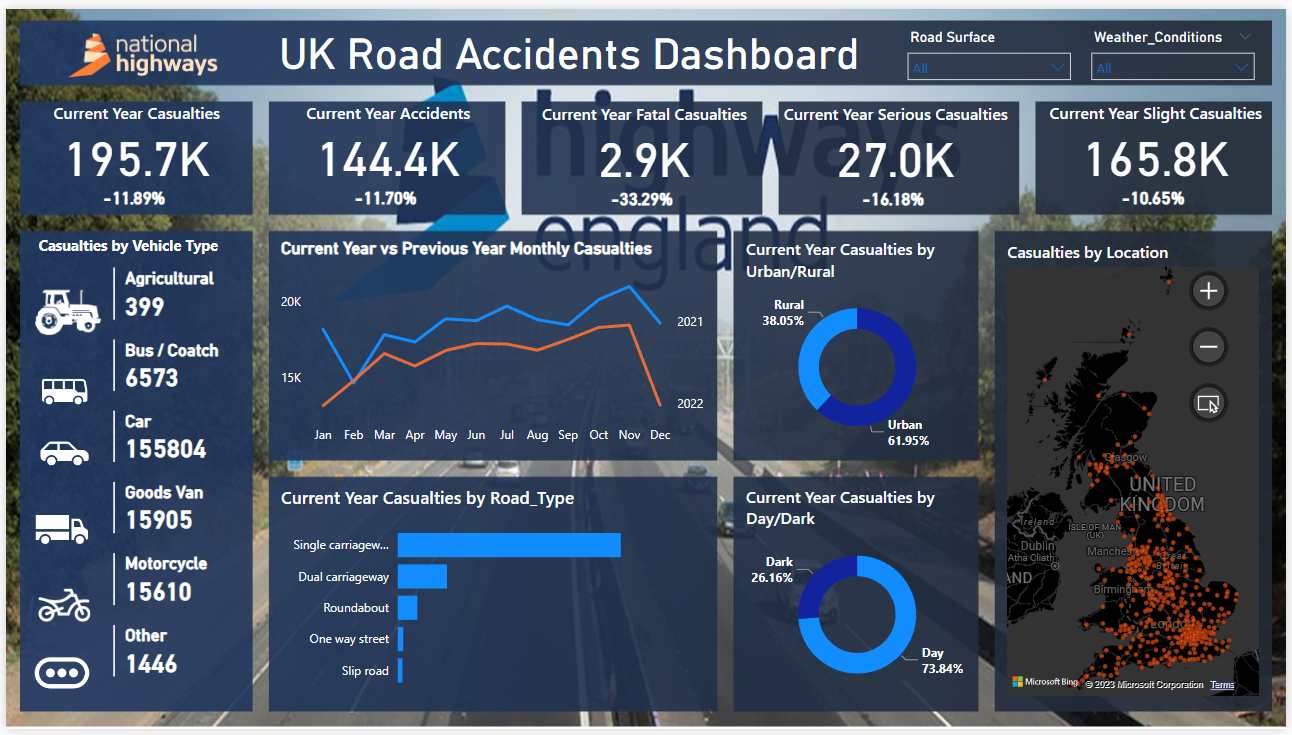 national
highways
UK Road Accidents Dashboard
Road Surface
All
Weather_Conditions
All
Current Year Casualties
195.7K
-11.89%
Current Year Accidents
144.4K
-11.70%
Current Year Fatal Casualties
2.9K
-33.29%
Current Year Serious Casualties
27.0K
-16.18%
Current Year Slight Casualties
165.8K
-10.65%
highways
england
Casualties by Vehicle Type
Agricultural
399
Bus / Coatch
6573
Car
155804
Goods Van
15905
Motorcycle
15610
Other
1446
Current Year vs Previous Year Monthly Casualties
20K
15K
2021
2022
Jan Feb Mar Apr May Jun Jul Aug Sep Oct Nov Dec
Current Year Casualties by
Urban/Rural
Rural
38.05%
Urban
61.95%
Current Year Casualties by Road_Type
Single carriagew...
Dual carriageway
Roundabout
One way street
Slip road
Current Year Casualties by
Day/Dark
Dark
26.16%
Day
73.84%
Casualties by Location
Glasgow
UNITED
KINGDOM
ISLE OF MAN
(UK)
Ireland
Dublin
Atha Cliath
Manches
Great
Birmingham
London
Microsoft Bing
© 2023 Microsoft Corporation
Terms